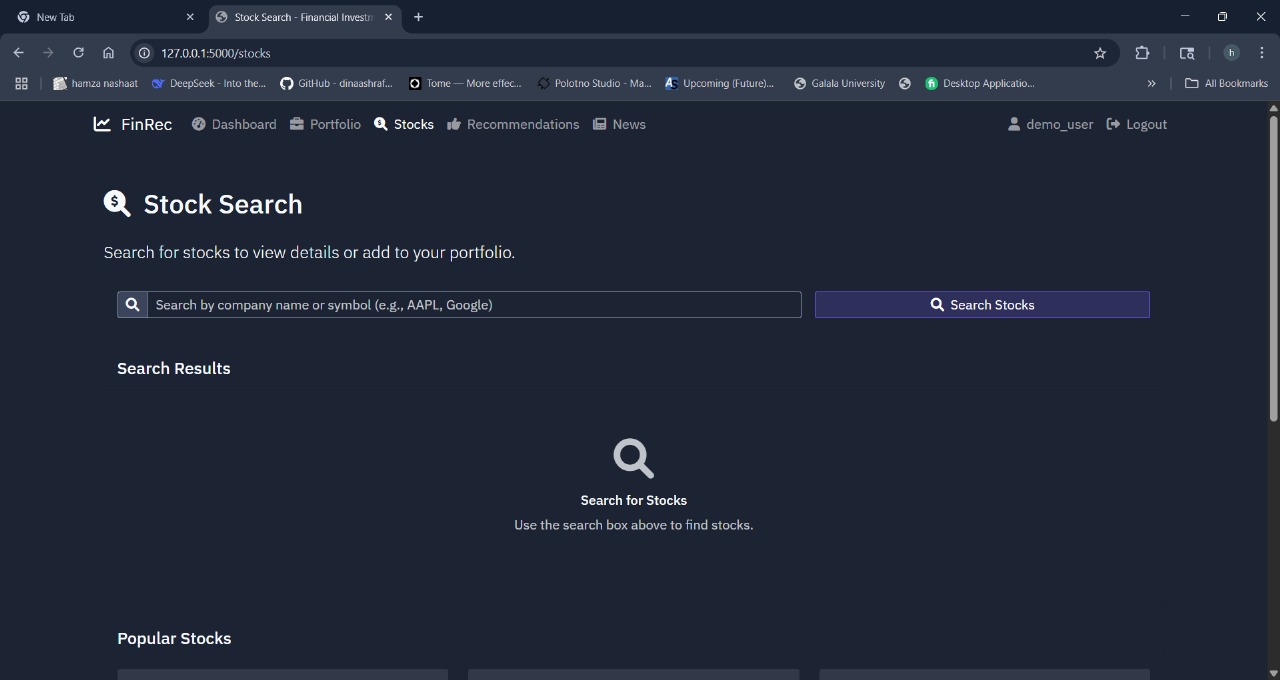 New Tab
Stock Search - Financial Investm
127.0.0.1:5000/stocks
hamza nashaat
DeepSeek - Into the...
GitHub - dinaashraf...
Tome — More effec...
Polotno Studio - Ma...
Upcoming (Future)...
Galala University
Desktop Applicatio...
All Bookmarks
FinRec
Dashboard
Portfolio
Stocks
Recommendations
News
demo_user
Logout
Stock Search
Search for stocks to view details or add to your portfolio.
Search by company name or symbol (e.g., AAPL, Google)
Search Stocks
Search Results
Search for Stocks
Use the search box above to find stocks.
Popular Stocks